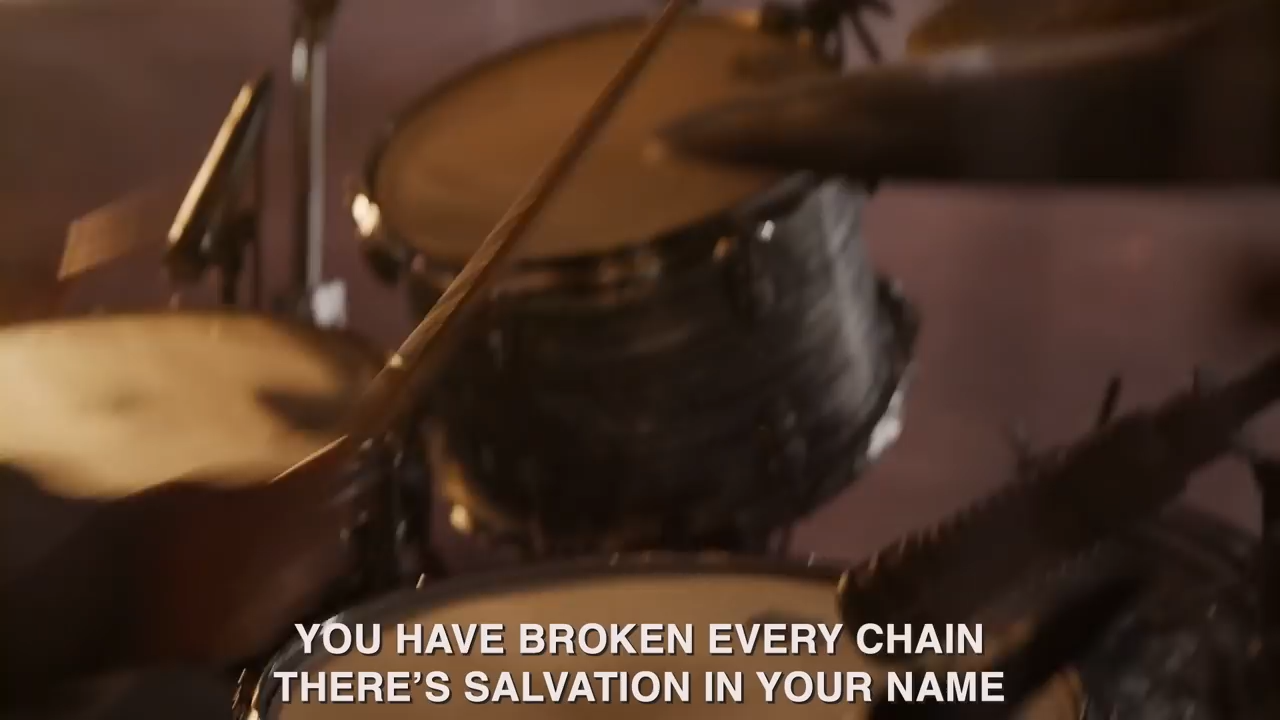 YOU HAVE BROKEN EVERY CHAIN
THERE’S SALVATION IN YOUR NAME